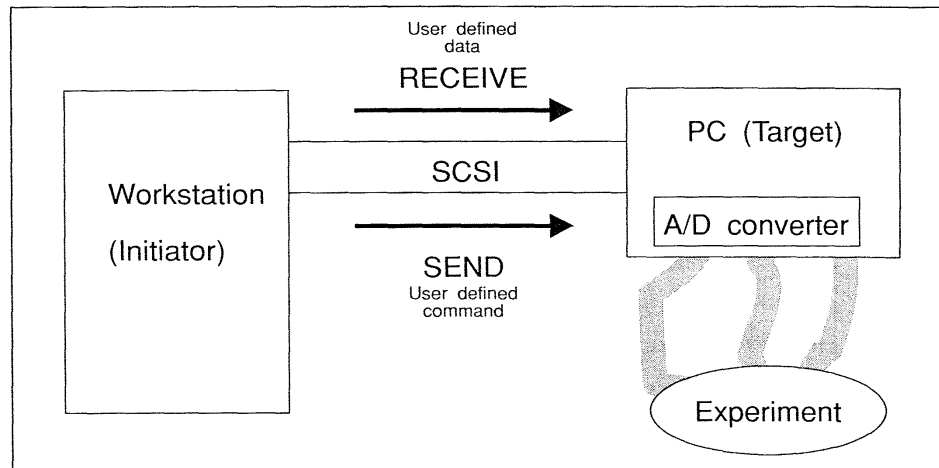 User defined
data
RECEIVE
Workstation
(Initiator)
SCSI
SEND
User defined
command
PC (Target)
A/D converter
Experiment